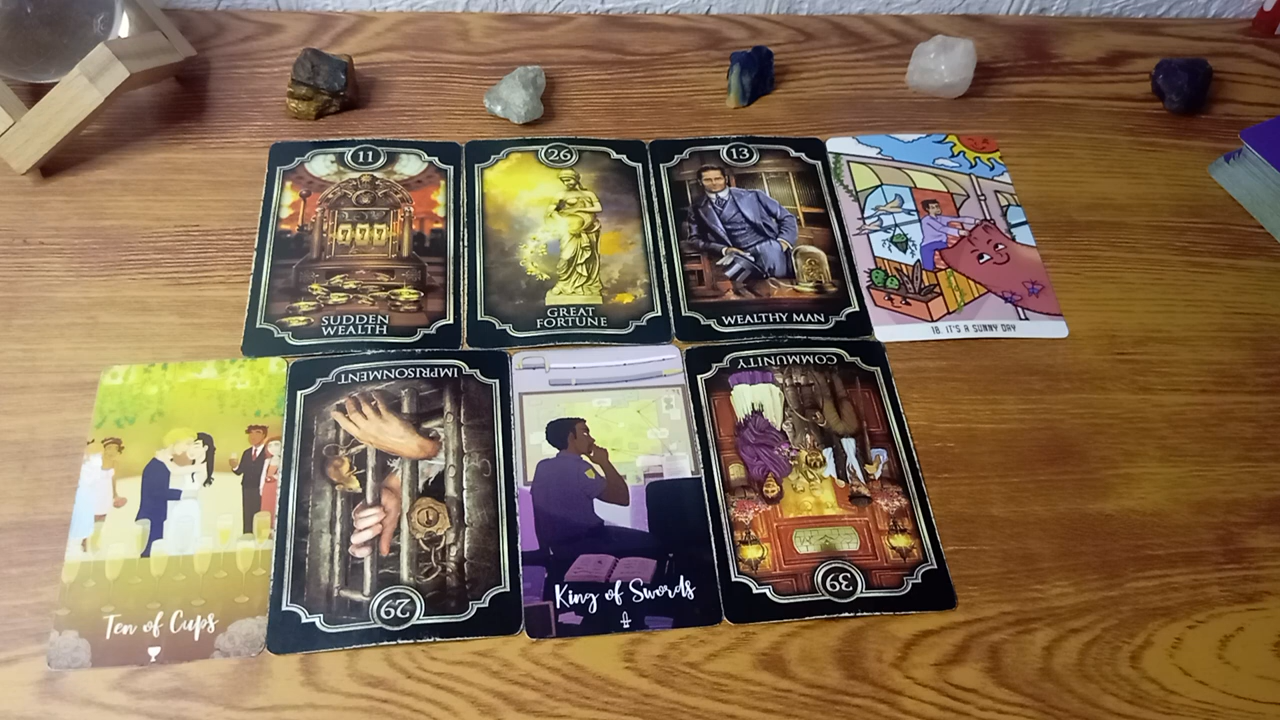 11
777
SUDDEN
WEALTH
26
GREAT
FORTUNE
13
WEALTHY MAN
18. IT'S A SUNNY DAY
Ten of Cups
IMPRISONMENT
29
King of Swords
COMMUNITY
39